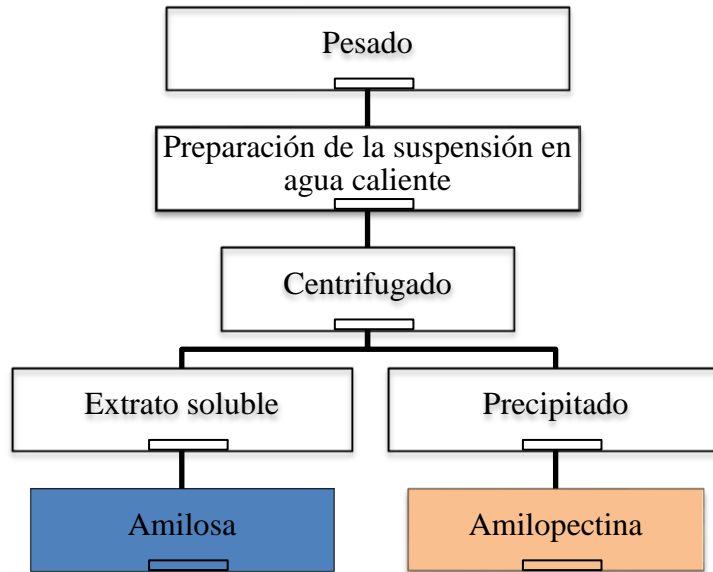 Pesado
Preparación de la suspensión en
agua caliente
Centrifugado
Extrato soluble
Precipitado
Amilosa
Amilopectina